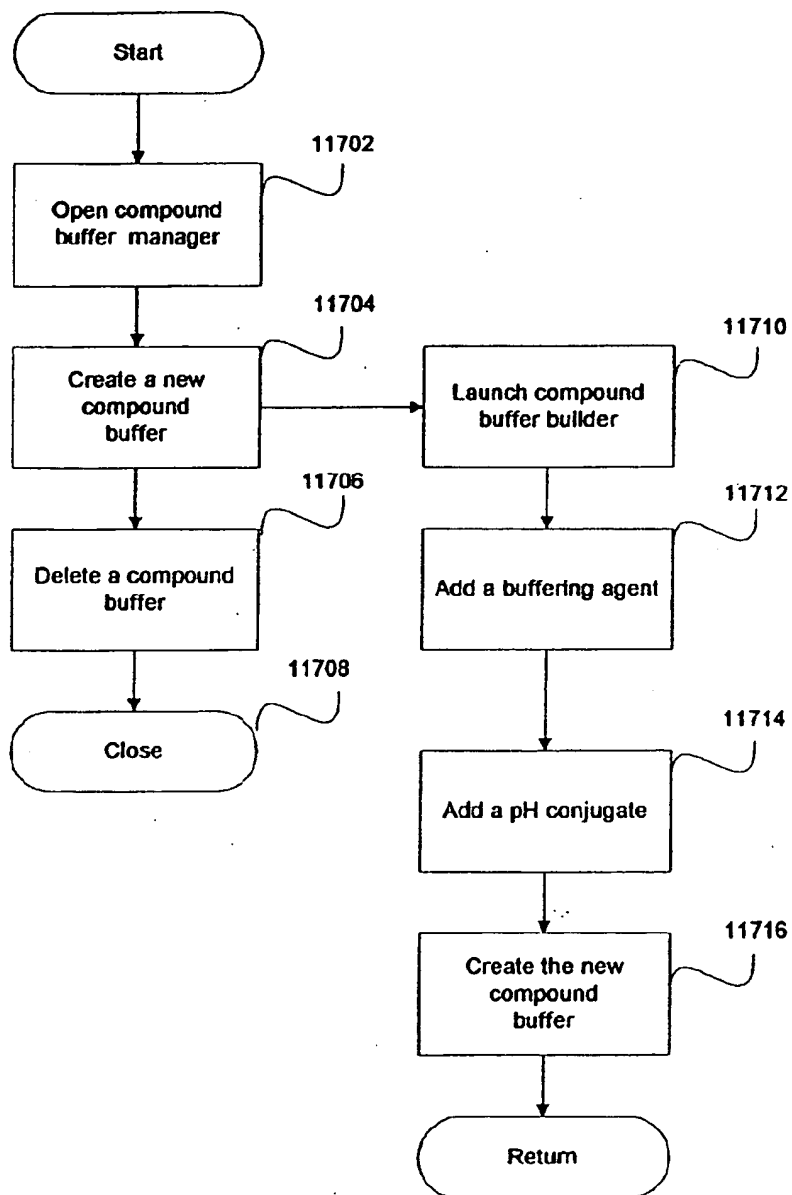 Start
11702
Open compound
buffer manager
11704
Create a new
compound
buffer
11706
Delete a compound
buffer
11708
Close
11710
Launch compound
buffer builder
11712
Add a buffering agent
11714
Add a pH conjugate
11716
Create the new
compound
buffer
Return